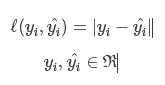 ℓ(yᵢ, ŷᵢ) = |yᵢ − ŷᵢ‖
yᵢ, ŷᵢ ∈ ℜ|